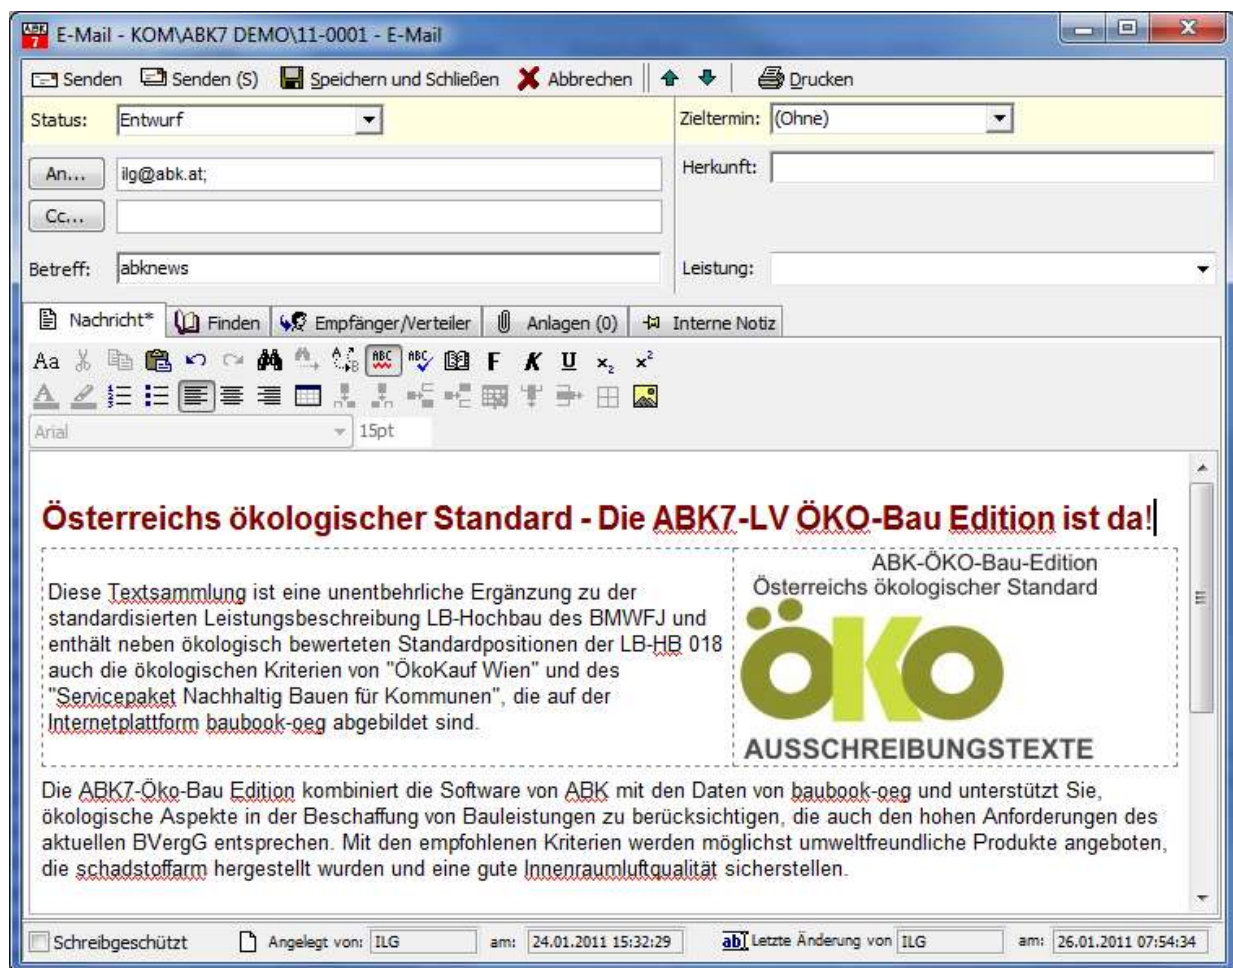 E-Mail - KOM\ABK7 DEMO\11-0001 - E-Mail
Senden Senden (S) Speichern und Schließen Abbrechen Drucken
Status: Entwurf Zieltermin: (Ohne)
An... ilg@abk.at; Herkunft:
Cc...
Betreff: abknews Leistung:
Nachricht* Finden Empfänger/Verteiler Anlagen (0) Interne Notiz
Aa ABC ABC F K U x₂ x²
Arial 15pt
Österreichs ökologischer Standard - Die ABK7-LV ÖKO-Bau Edition ist da!
Diese Textsammlung ist eine unentbehrliche Ergänzung zu der
standardisierten Leistungsbeschreibung LB-Hochbau des BMWFJ und
enthält neben ökologisch bewerteten Standardpositionen der LB-HB 018
auch die ökologischen Kriterien von "ÖkoKauf Wien" und des
"Servicepaket Nachhaltig Bauen für Kommunen", die auf der
Internetplattform baubook-oeg abgebildet sind.
ABK-ÖKO-Bau-Edition
Österreichs ökologischer Standard
ÖKO
AUSSCHREIBUNGSTEXTE
Die ABK7-Öko-Bau Edition kombiniert die Software von ABK mit den Daten von baubook-oeg und unterstützt Sie,
ökologische Aspekte in der Beschaffung von Bauleistungen zu berücksichtigen, die auch den hohen Anforderungen des
aktuellen BVergG entsprechen. Mit den empfohlenen Kriterien werden möglichst umweltfreundliche Produkte angeboten,
die schadstoffarm hergestellt wurden und eine gute Innenraumluftqualität sicherstellen.
Schreibgeschützt Angelegt von: ILG am: 24.01.2011 15:32:29 ab Letzte Änderung von ILG am: 26.01.2011 07:54:34